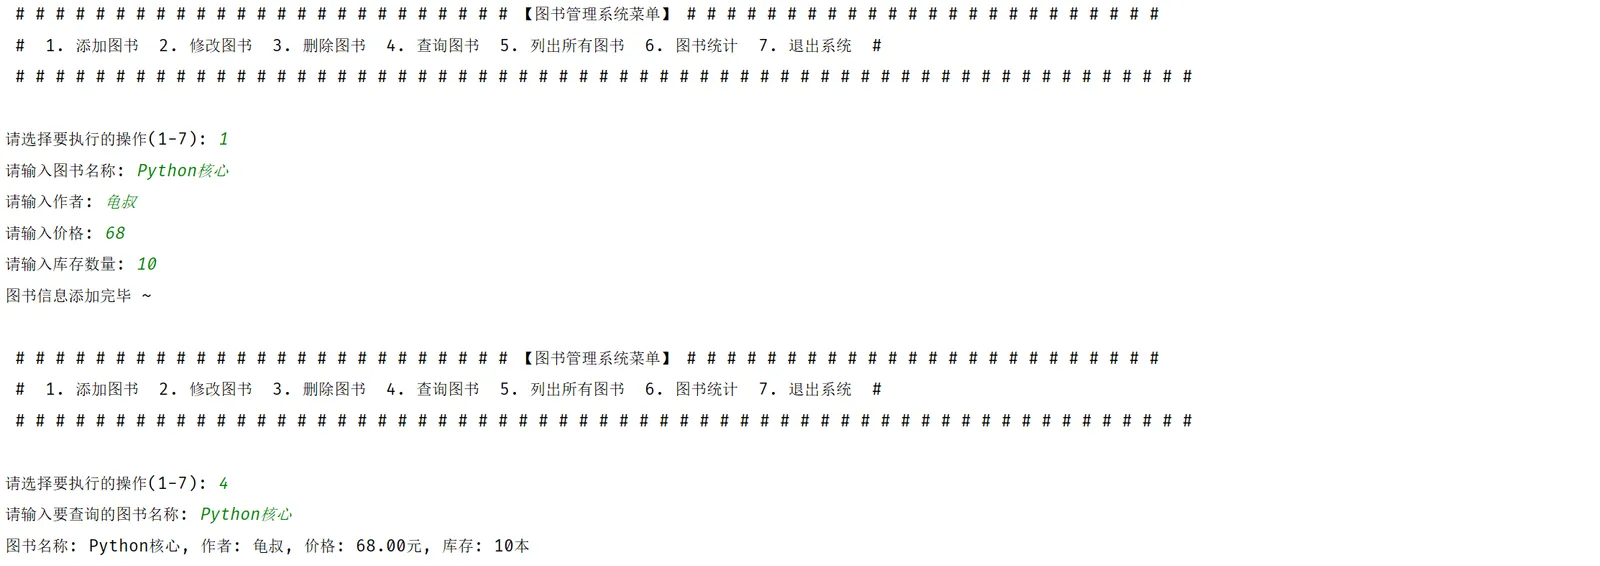 # # # # # # # # # # # # # # # # # # # # # # # # # 【图书管理系统菜单】 # # # # # # # # # # # # # # # # # # # # # # # #
# 1. 添加图书 2. 修改图书 3. 删除图书 4. 查询图书 5. 列出所有图书 6. 图书统计 7. 退出系统 #
# # # # # # # # # # # # # # # # # # # # # # # # # # # # # # # # # # # # # # # # # # # # # # # # # # # # # # # # # # #
请选择要执行的操作(1-7): 1
请输入图书名称: Python核心
请输入作者: 龟叔
请输入价格: 68
请输入库存数量: 10
图书信息添加完毕 ~
# # # # # # # # # # # # # # # # # # # # # # # # # 【图书管理系统菜单】 # # # # # # # # # # # # # # # # # # # # # # # #
# 1. 添加图书 2. 修改图书 3. 删除图书 4. 查询图书 5. 列出所有图书 6. 图书统计 7. 退出系统 #
# # # # # # # # # # # # # # # # # # # # # # # # # # # # # # # # # # # # # # # # # # # # # # # # # # # # # # # # # # #
请选择要执行的操作(1-7): 4
请输入要查询的图书名称: Python核心
图书名称: Python核心, 作者: 龟叔, 价格: 68.00元, 库存: 10本